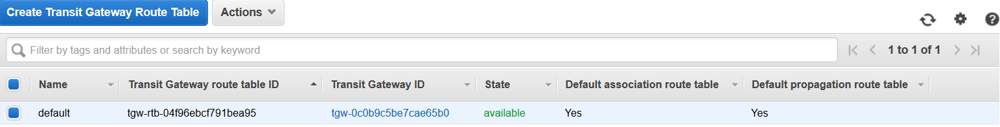 Create Transit Gateway Route Table Actions
Filter by tags and attributes or search by keyword 1 to 1 of 1
Name Transit Gateway route table ID Transit Gateway ID State Default association route table Default propagation route table
default tgw-rtb-04f96ebcf791bea95 tgw-0c0b9c5be7cae65b0 available Yes Yes